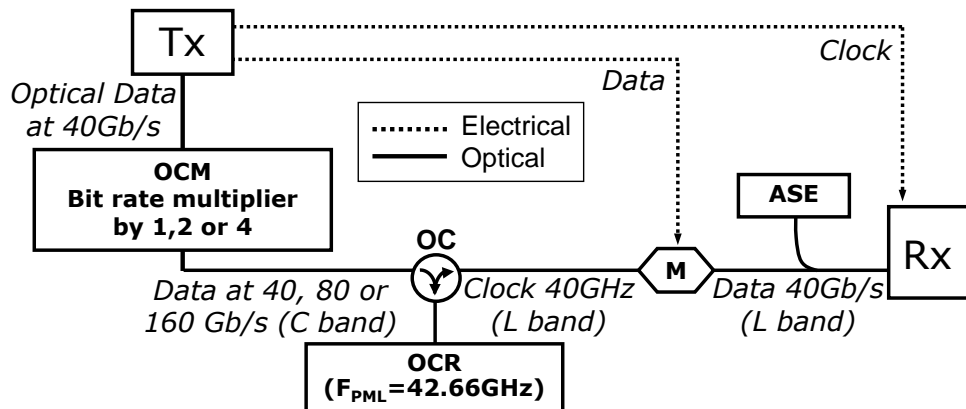 Tx
Clock
Data
Optical Data
at 40Gb/s
Electrical
Optical
OCM
Bit rate multiplier
by 1,2 or 4
ASE
Rx
OC
M
Data at 40, 80 or
160 Gb/s (C band)
Clock 40GHz
(L band)
Data 40Gb/s
(L band)
OCR
(FPML=42.66GHz)